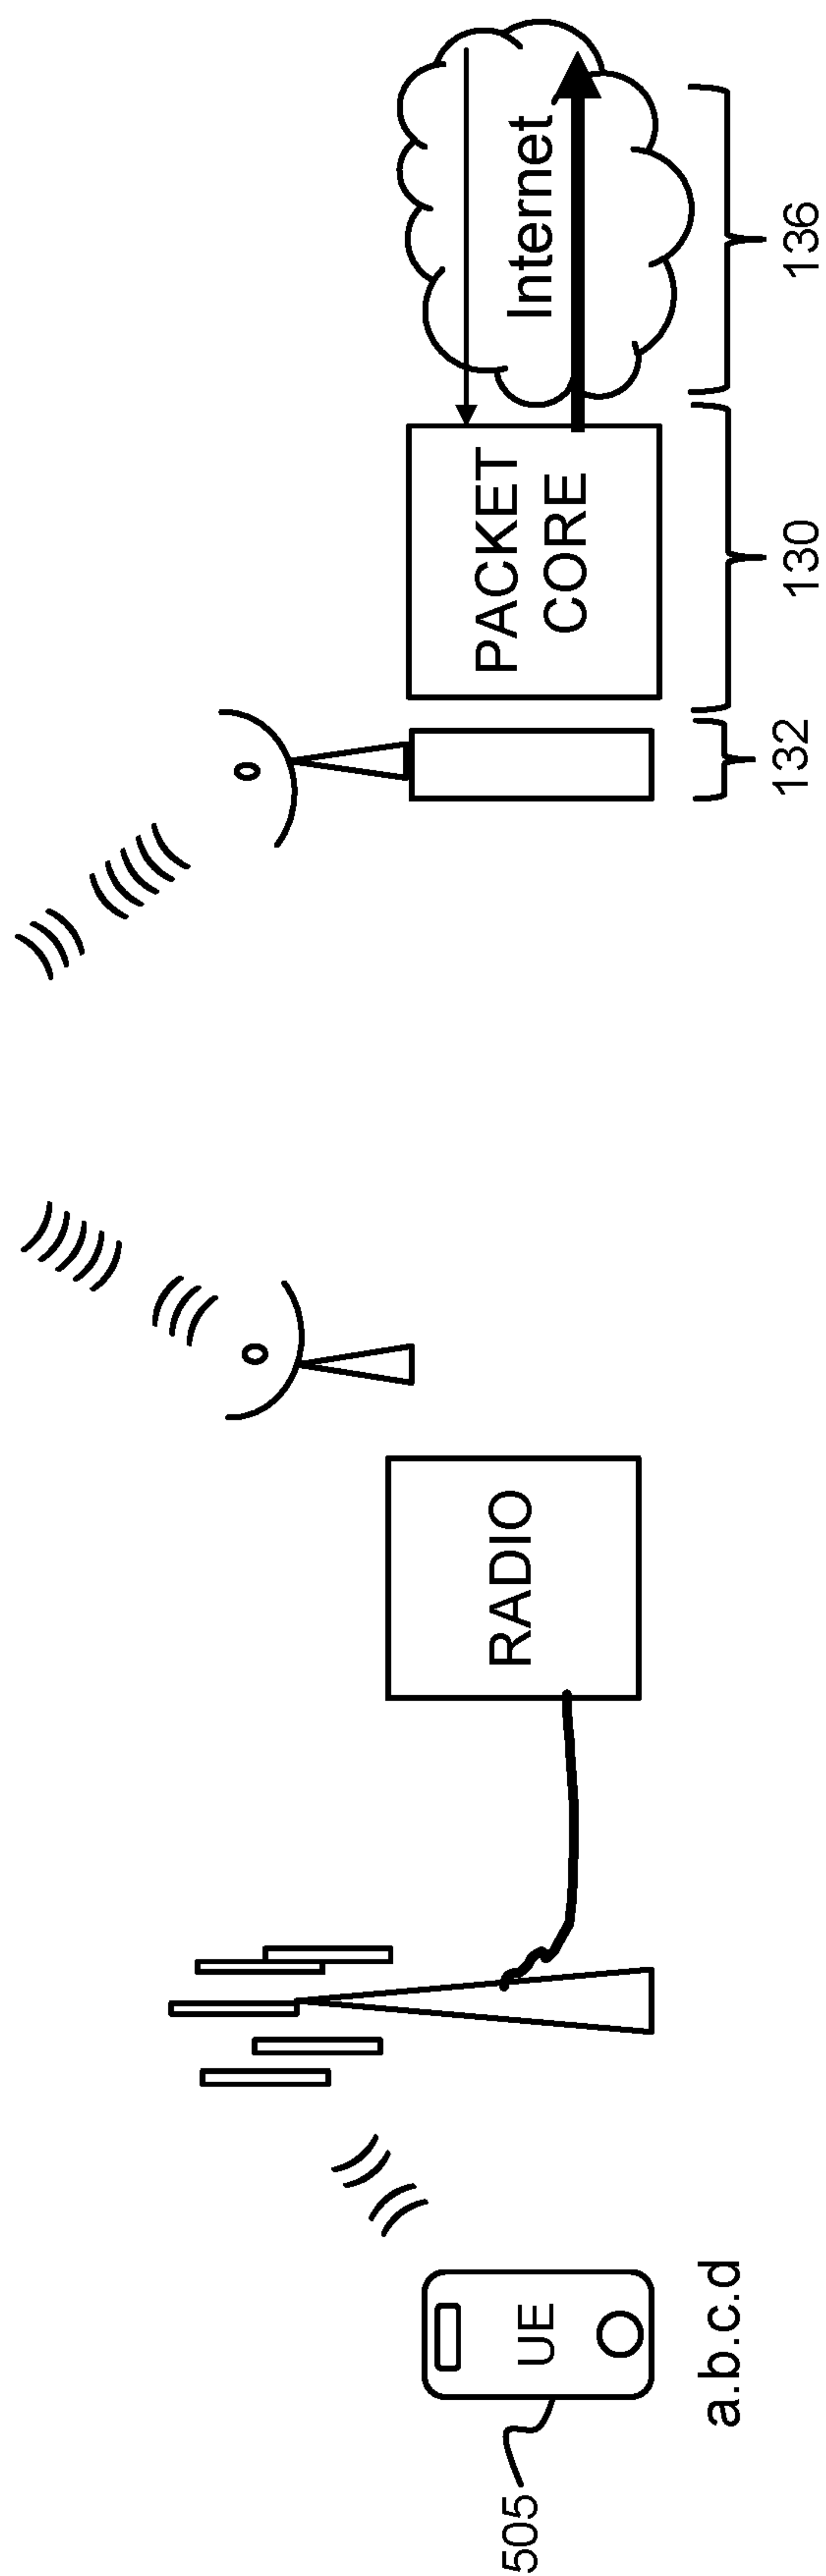 505
UE
a.b.c.d
RADIO
132
PACKET
CORE
130
Internet
136